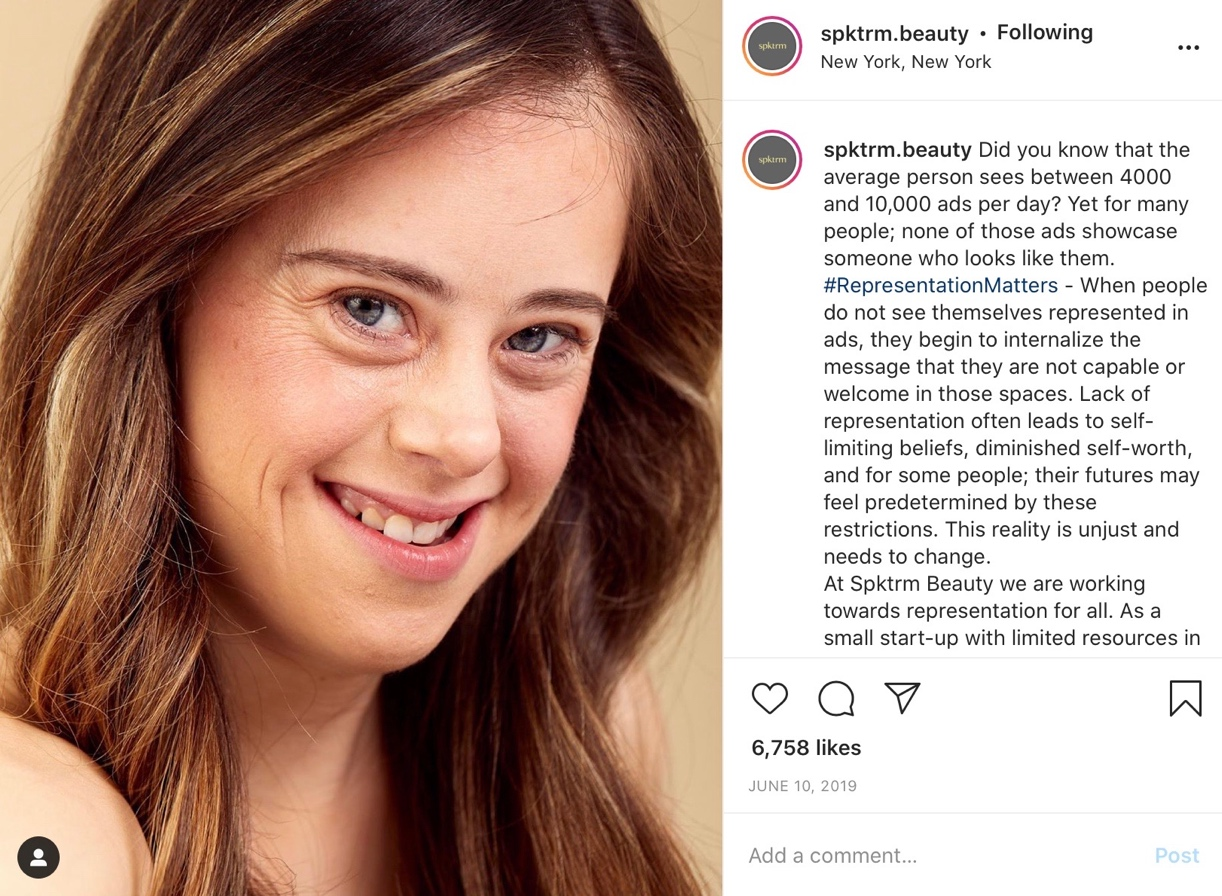 spktrm
spktrm.beauty • Following
New York, New York
spktrm
spktrm.beauty Did you know that the
average person sees between 4000
and 10,000 ads per day? Yet for many
people; none of those ads showcase
someone who looks like them.
#RepresentationMatters - When people
do not see themselves represented in
ads, they begin to internalize the
message that they are not capable or
welcome in those spaces. Lack of
representation often leads to self-
limiting beliefs, diminished self-worth,
and for some people; their futures may
feel predetermined by these
restrictions. This reality is unjust and
needs to change.
At Spktrm Beauty we are working
towards representation for all. As a
small start-up with limited resources in
6,758 likes
JUNE 10, 2019
Add a comment...
Post